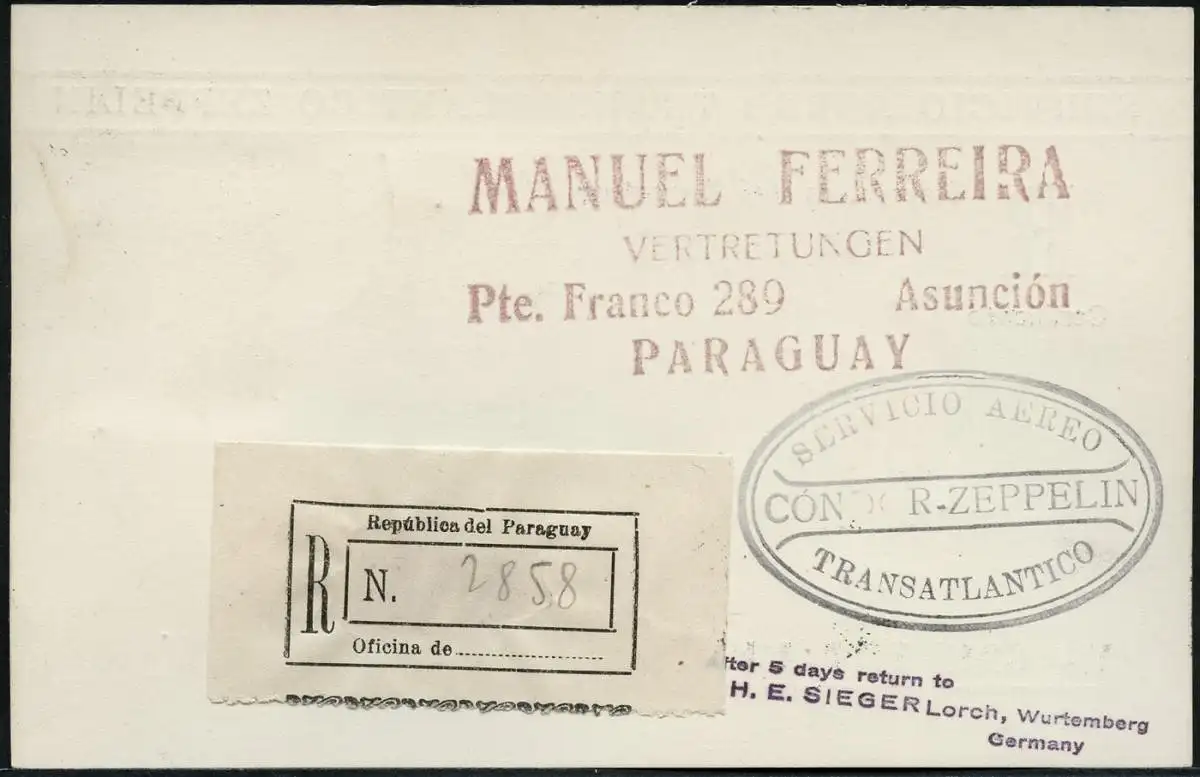 MANUEL FERREIRA
VERTRETUNGEN
Pte. Franco 289 Asunción
PARAGUAY
SERVICIO AEREO
CÓNDOR-ZEPPELIN
TRANSATLANTICO
República del Paraguay
R
N. 2858
Oficina de
fter 5 days return to
H. E. SIEGER Lorch, Wurtemberg
Germany